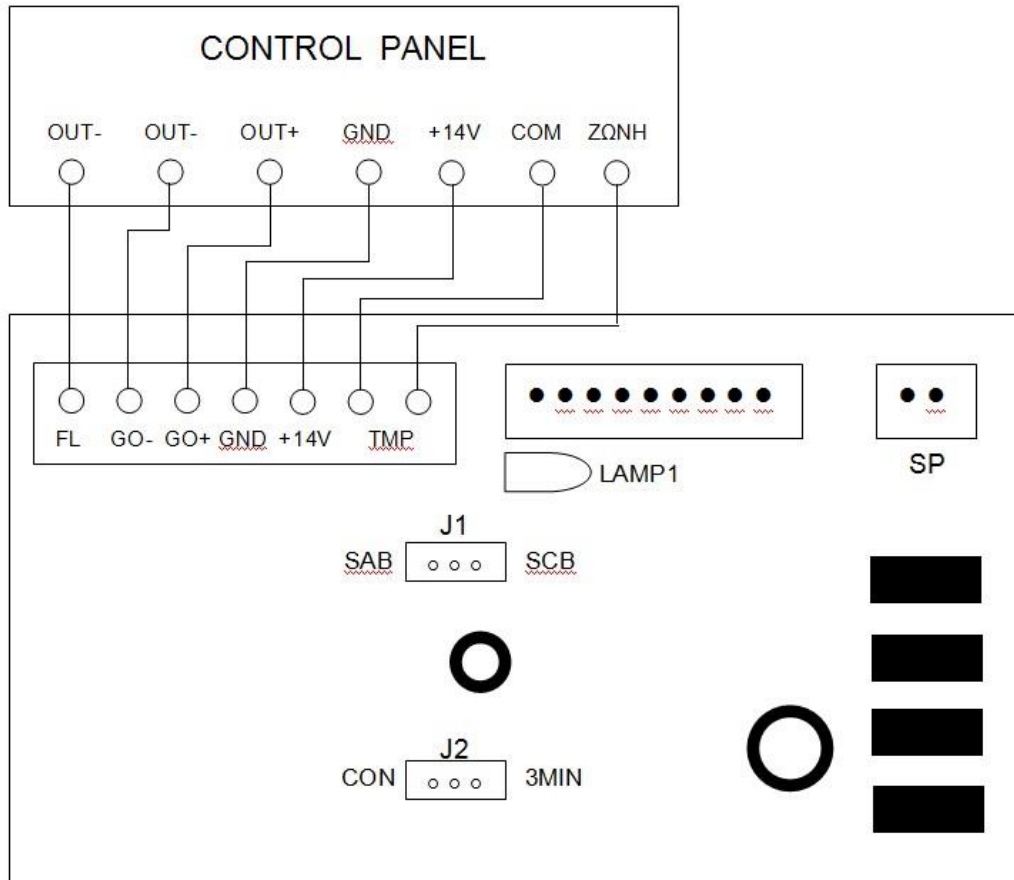 CONTROL PANEL
OUT- OUT- OUT+ GND +14V COM ΖΩΝΗ
FL GO- GO+ GND +14V TMP
LAMP1
SP
J1
SAB SCB
J2
CON 3MIN